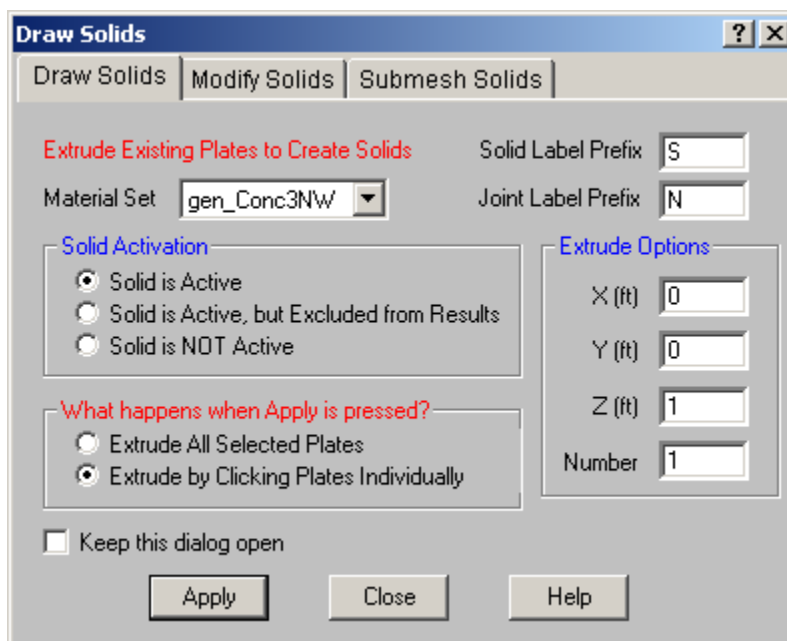 Draw Solids
Draw Solids Modify Solids Submesh Solids
Extrude Existing Plates to Create Solids
Solid Label Prefix S
Material Set gen_Conc3NW
Joint Label Prefix N
Solid Activation
Solid is Active
Solid is Active, but Excluded from Results
Solid is NOT Active
Extrude Options
X (ft) 0
Y (ft) 0
Z (ft) 1
Number 1
What happens when Apply is pressed?
Extrude All Selected Plates
Extrude by Clicking Plates Individually
Keep this dialog open
Apply Close Help